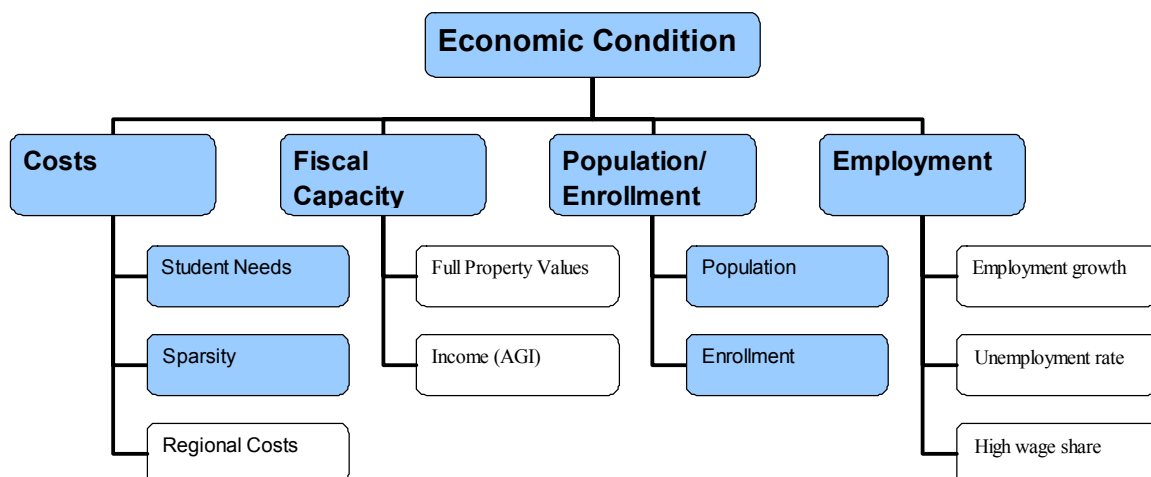 Economic Condition
Costs
Fiscal
Capacity
Population/
Enrollment
Employment
Student Needs
Full Property Values
Population
Employment growth
Sparsity
Income (AGI)
Enrollment
Unemployment rate
Regional Costs
High wage share